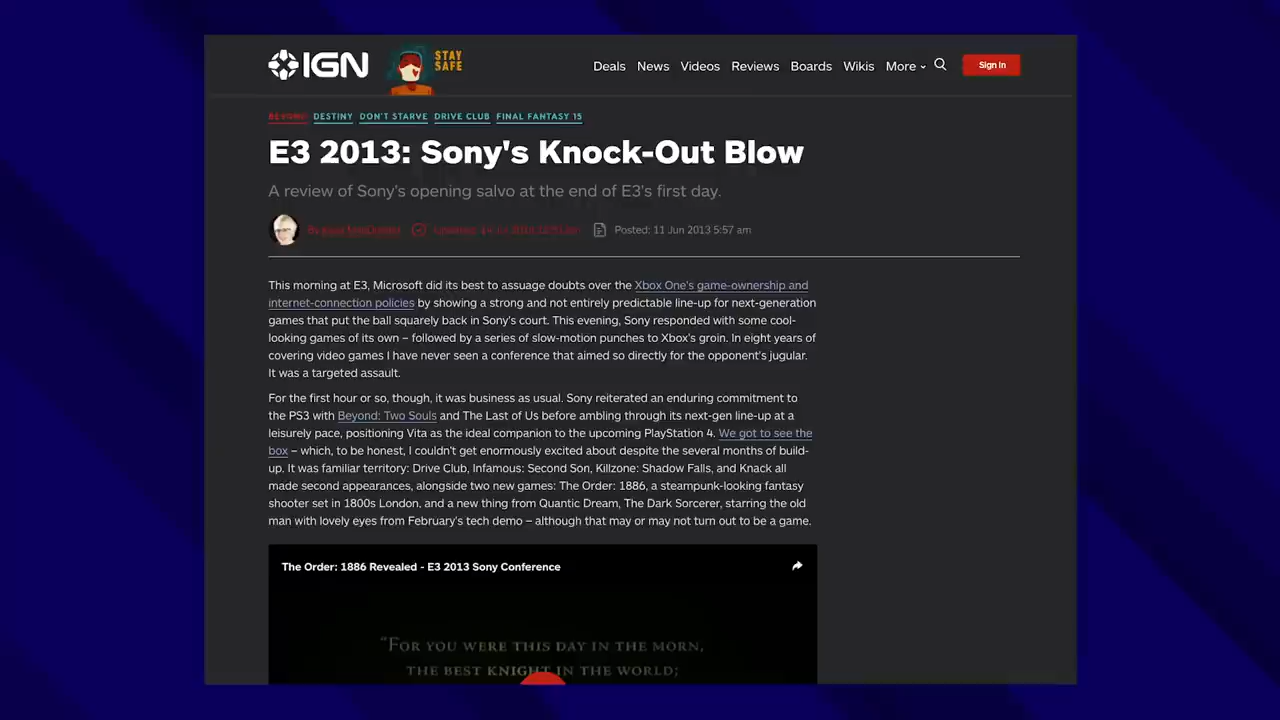 IGN
STAY
SAFE
Deals News Videos Reviews Boards Wikis More Sign In
BEYOND DESTINY DON'T STARVE DRIVE CLUB FINAL FANTASY 15
E3 2013: Sony's Knock-Out Blow
A review of Sony's opening salvo at the end of E3's first day.
By Posted: 11 Jun 2013 5:57 am
This morning at E3, Microsoft did its best to assuage doubts over the Xbox One's game-ownership and
internet-connection policies by showing a strong and not entirely predictable line-up for next-generation
games that put the ball squarely back in Sony's court. This evening, Sony responded with some cool-
looking games of its own – followed by a series of slow-motion punches to Xbox's groin. In eight years of
covering video games I have never seen a conference that aimed so directly for the opponent's jugular.
It was a targeted assault.
For the first hour or so, though, it was business as usual. Sony reiterated an enduring commitment to
the PS3 with Beyond: Two Souls and The Last of Us before ambling through its next-gen line-up at a
leisurely pace, positioning Vita as the ideal companion to the upcoming PlayStation 4. We got to see the
box – which, to be honest, I couldn't get enormously excited about despite the several months of build-
up. It was familiar territory: Drive Club, Infamous: Second Son, Killzone: Shadow Falls, and Knack all
made second appearances, alongside two new games: The Order: 1886, a steampunk-looking fantasy
shooter set in 1800s London, and a new thing from Quantic Dream, The Dark Sorcerer, starring the old
man with lovely eyes from February's tech demo – although that may or may not turn out to be a game.
The Order: 1886 Revealed - E3 2013 Sony Conference
"FOR YOU WERE THIS DAY IN THE MORN,
THE BEST KNIGHT IN THE WORLD;